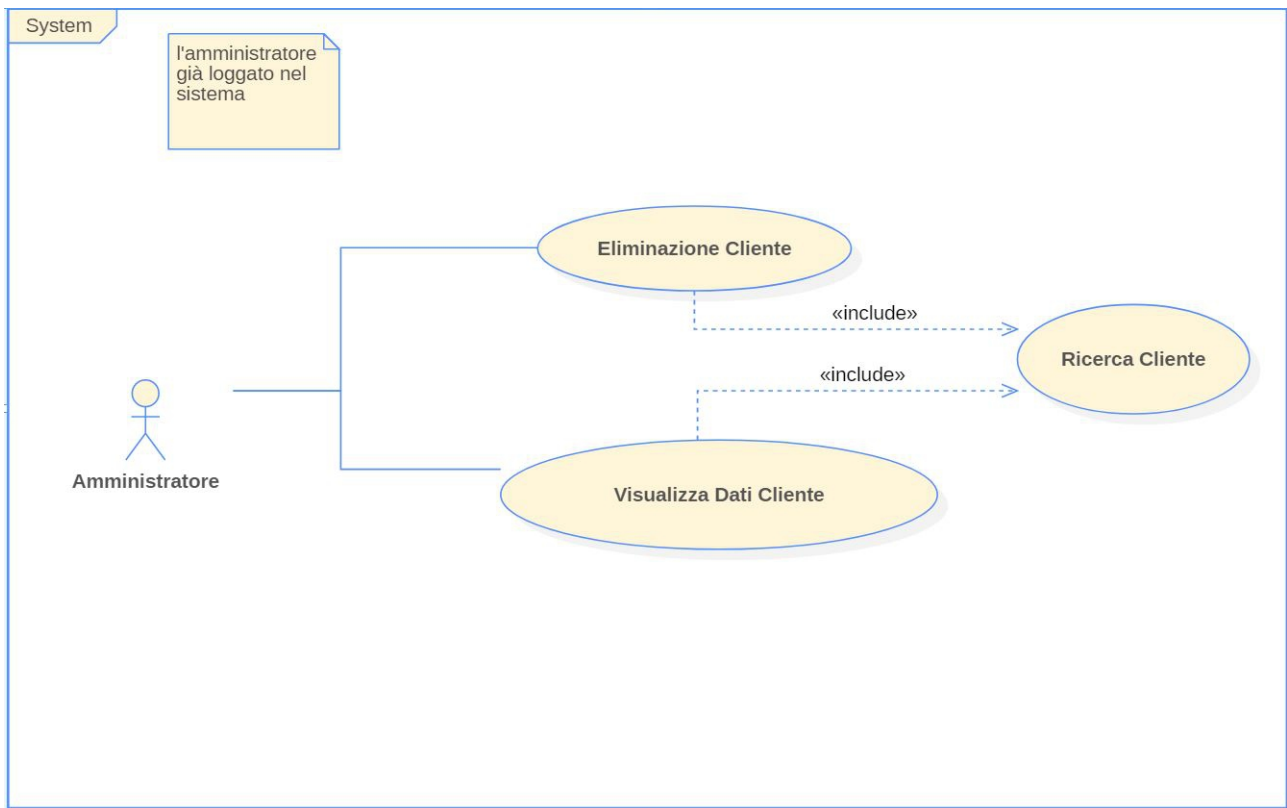 System
l'amministratore
già loggato nel
sistema
Eliminazione Cliente
«include»
Ricerca Cliente
«include»
Amministratore
Visualizza Dati Cliente